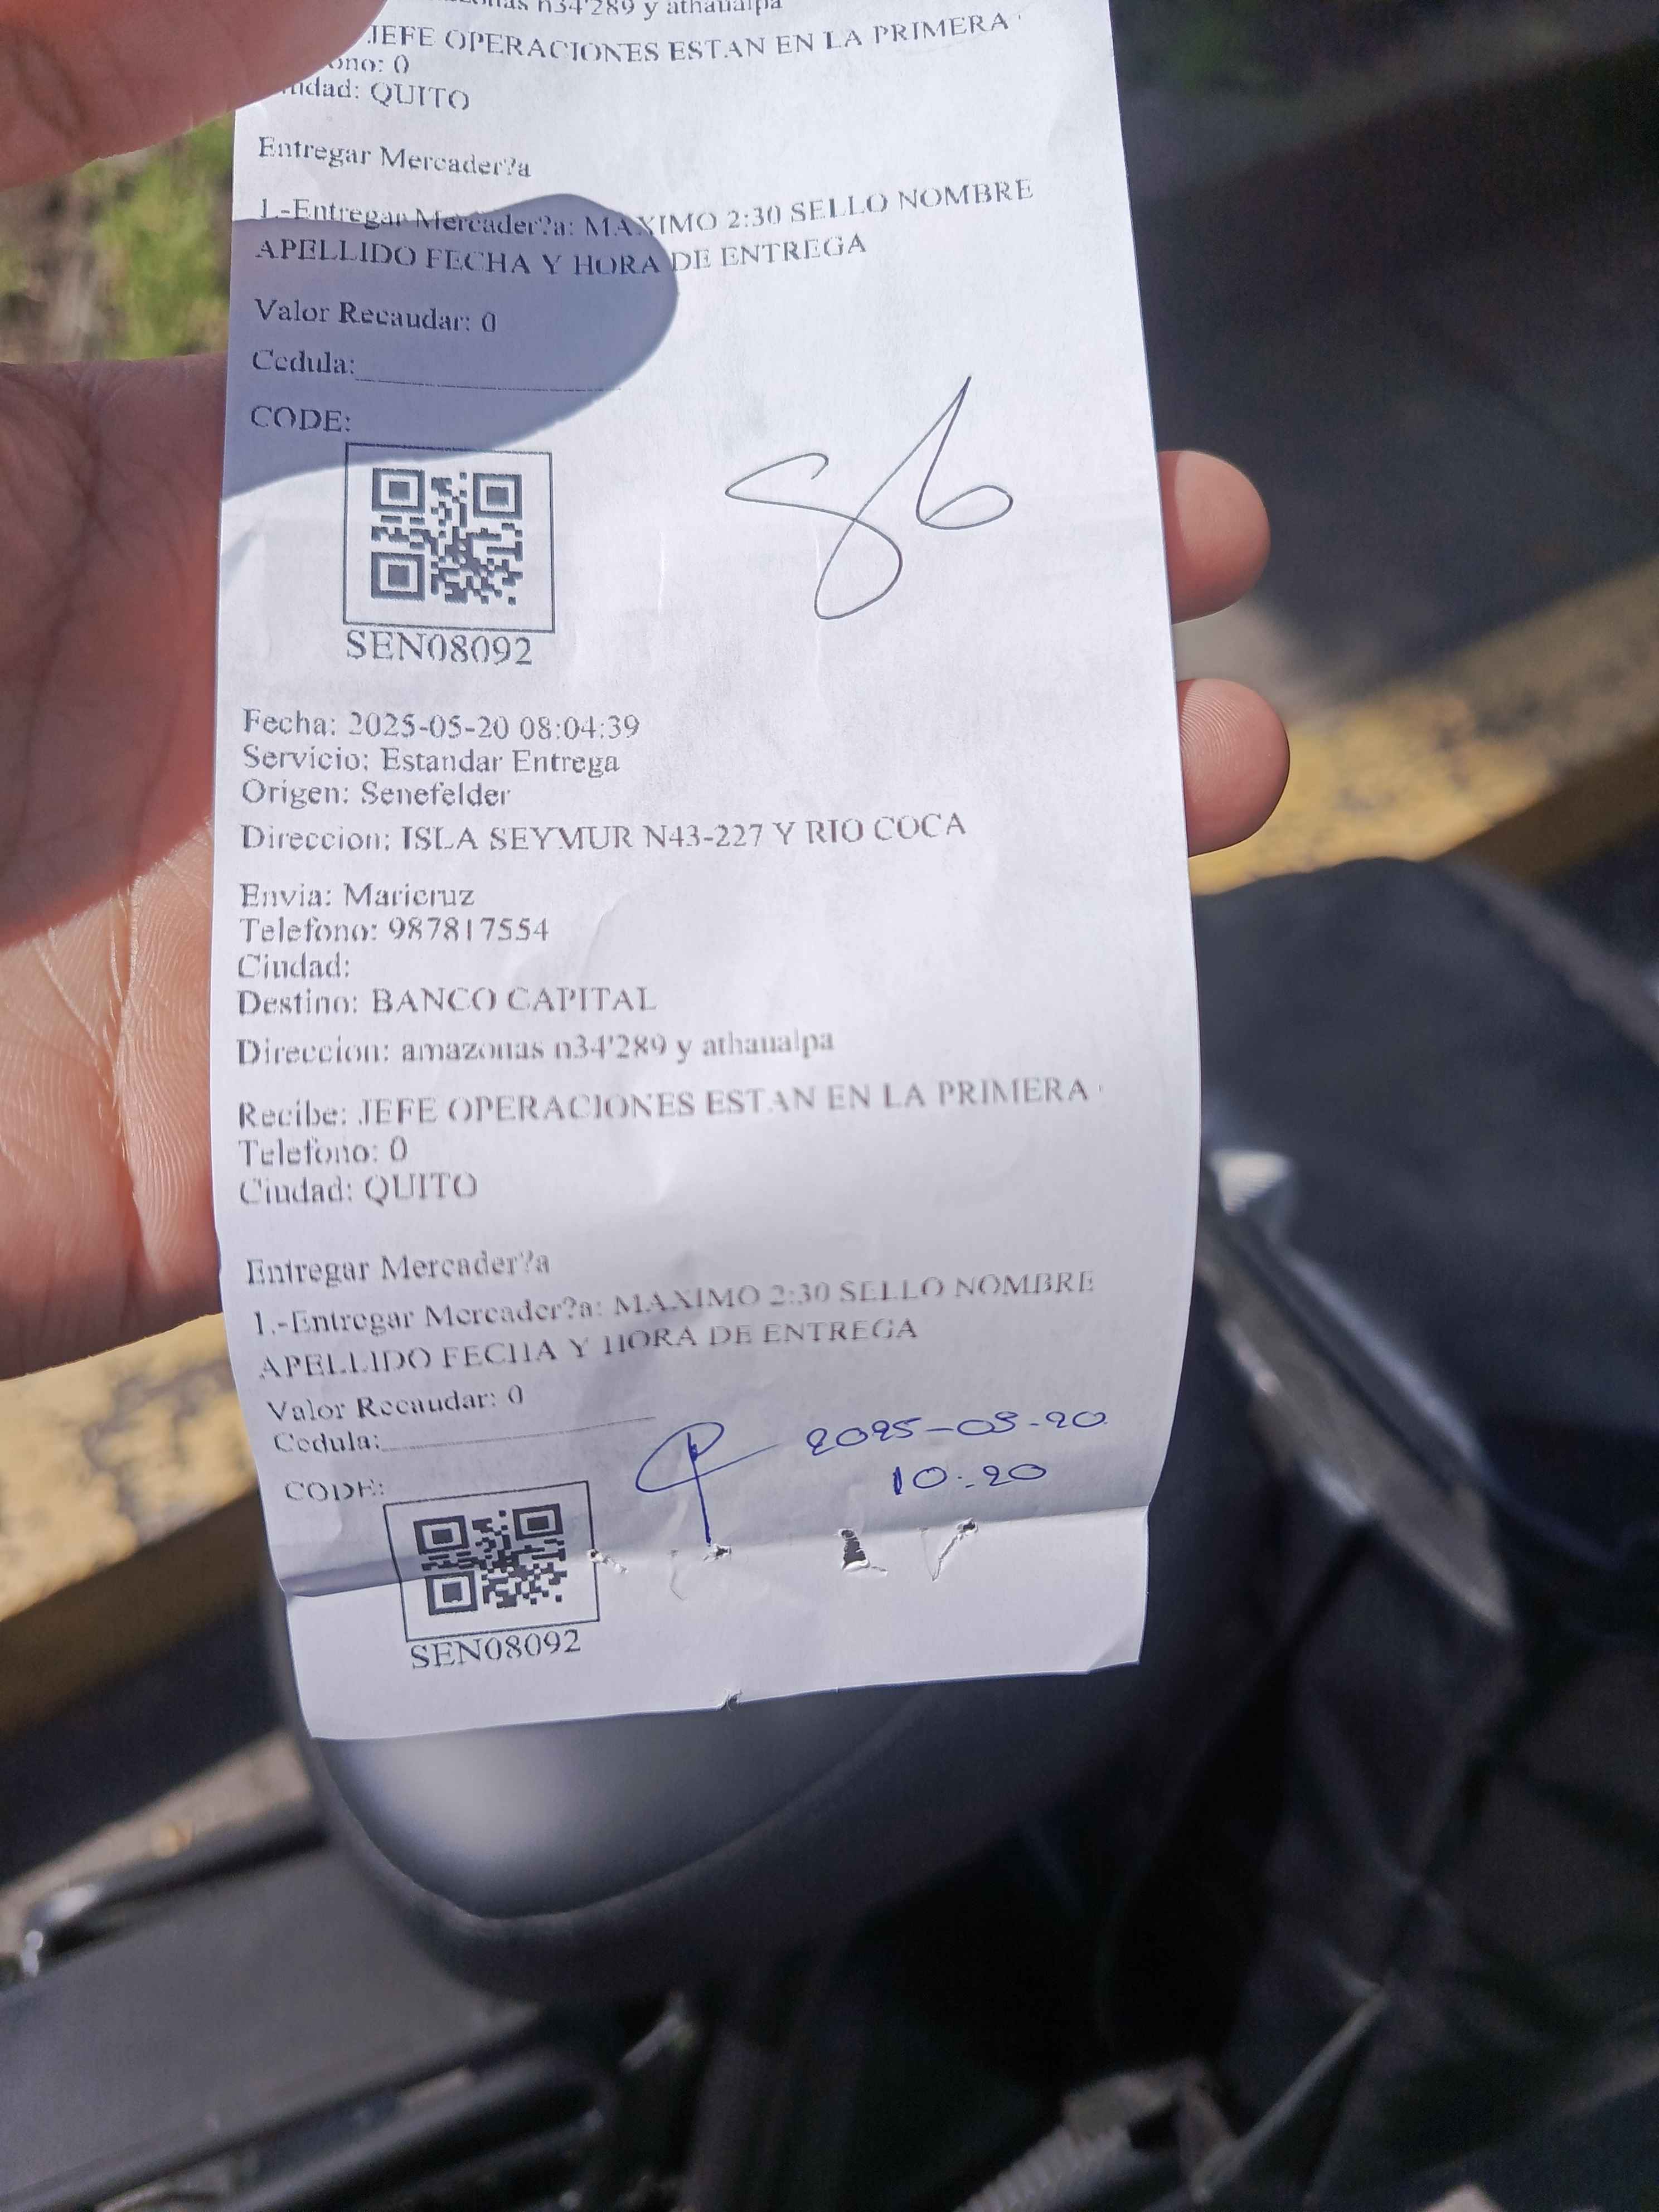 n34'289 y athaualpa
JEFE OPERACIONES ESTAN EN LA PRIMERA
ono: 0
dad: QUITO
Entregar Mercader?a
1.-Entregar Mercader?a: MAXIMO 2:30 SELLO NOMBRE
APELLIDO FECHA Y HORA DE ENTREGA
Valor Recaudar: 0
Cedula:
CODE:
SEN08092
Fecha: 2025-05-20 08:04:39
Servicio: Estandar Entrega
Origen: Senefelder
Direccion: ISLA SEYMUR N43-227 Y RIO COCA
Envia: Maricruz
Telefono: 987817554
Ciudad:
Destino: BANCO CAPITAL
Direccion: amazonas n34'289 y athaualpa
Recibe: JEFE OPERACIONES ESTAN EN LA PRIMERA
Telefono: 0
Ciudad: QUITO
Entregar Mercader?a
1.-Entregar Mercader?a: MAXIMO 2:30 SELLO NOMBRE
APELLIDO FECHA Y HORA DE ENTREGA
Valor Recaudar: 0
Cedula:
2025-05-20
10:20
CODE:
SEN08092